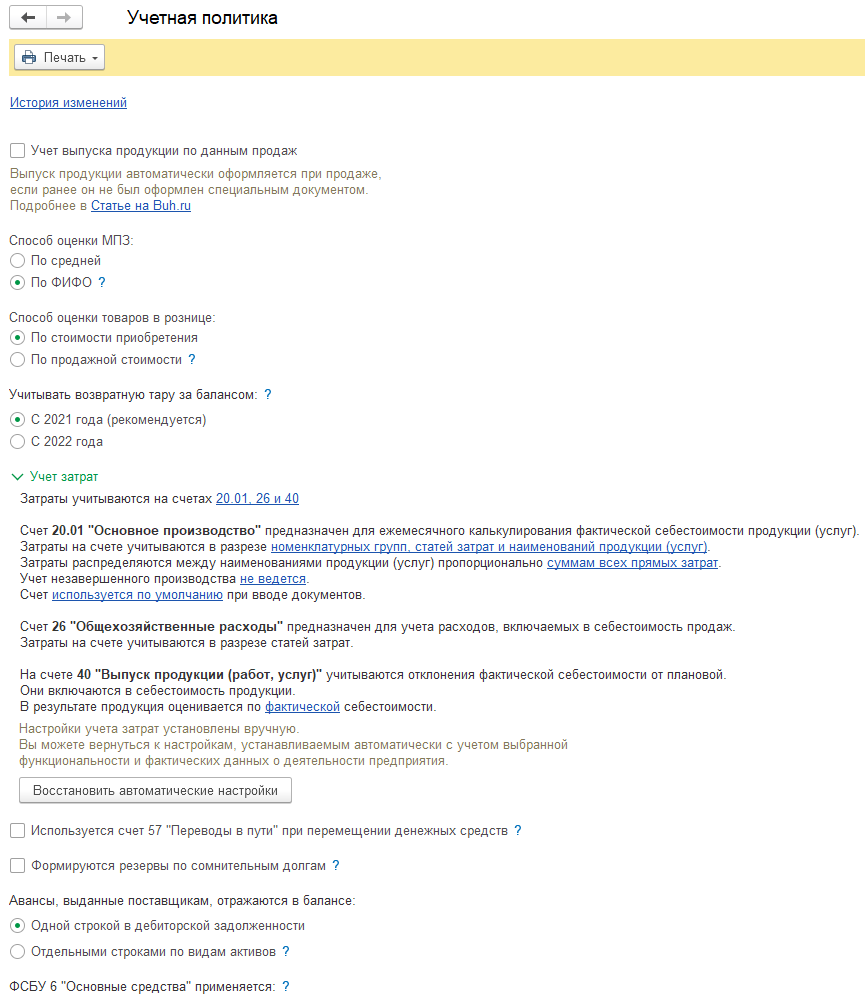 Учетная политика
Печать
История изменений
Учет выпуска продукции по данным продаж
Выпуск продукции автоматически оформляется при продаже,
если ранее он не был оформлен специальным документом.
Подробнее в Статье на Buh.ru
Способ оценки МПЗ:
По средней
По ФИФО ?
Способ оценки товаров в рознице:
По стоимости приобретения
По продажной стоимости ?
Учитывать возвратную тару за балансом: ?
С 2021 года (рекомендуется)
С 2022 года
Учет затрат
Затраты учитываются на счетах 20.01, 26 и 40
Счет 20.01 "Основное производство" предназначен для ежемесячного калькулирования фактической себестоимости продукции (услуг).
Затраты на счете учитываются в разрезе номенклатурных групп, статей затрат и наименований продукции (услуг).
Затраты распределяются между наименованиями продукции (услуг) пропорционально суммам всех прямых затрат.
Учет незавершенного производства не ведется.
Счет используется по умолчанию при вводе документов.
Счет 26 "Общехозяйственные расходы" предназначен для учета расходов, включаемых в себестоимость продаж.
Затраты на счете учитываются в разрезе статей затрат.
На счете 40 "Выпуск продукции (работ, услуг)" учитываются отклонения фактической себестоимости от плановой.
Они включаются в себестоимость продукции.
В результате продукция оценивается по фактической себестоимости.
Настройки учета затрат установлены вручную.
Вы можете вернуться к настройкам, устанавливаемым автоматически с учетом выбранной
функциональности и фактических данных о деятельности предприятия.
Восстановить автоматические настройки
Используется счет 57 "Переводы в пути" при перемещении денежных средств ?
Формируются резервы по сомнительным долгам ?
Авансы, выданные поставщикам, отражаются в балансе:
Одной строкой в дебиторской задолженности
Отдельными строками по видам активов ?
ФСБУ 6 "Основные средства" применяется: ?